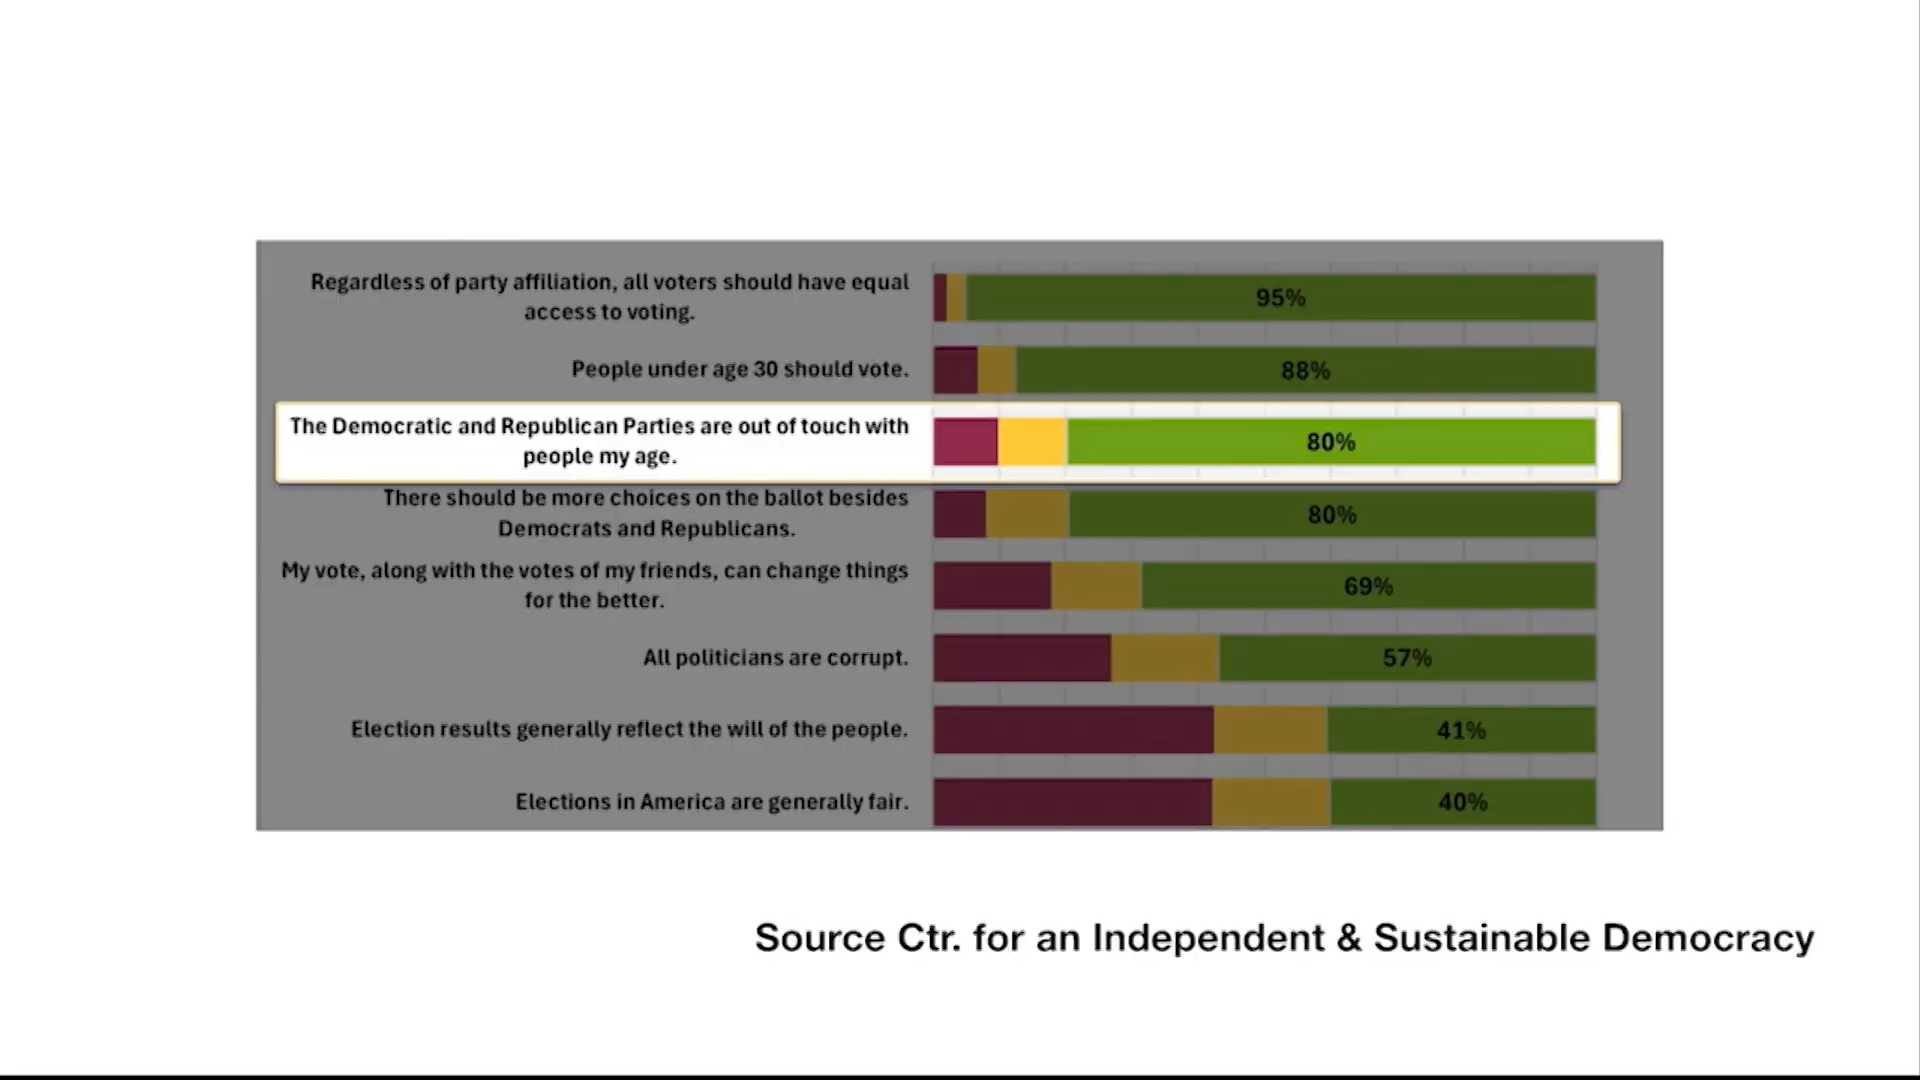 Regardless of party affiliation, all voters should have equal
access to voting.
95%
People under age 30 should vote.
88%
The Democratic and Republican Parties are out of touch with
people my age.
80%
There should be more choices on the ballot besides
Democrats and Republicans.
80%
My vote, along with the votes of my friends, can change things
for the better.
69%
All politicians are corrupt.
57%
Election results generally reflect the will of the people.
41%
Elections in America are generally fair.
40%
Source Ctr. for an Independent & Sustainable Democracy